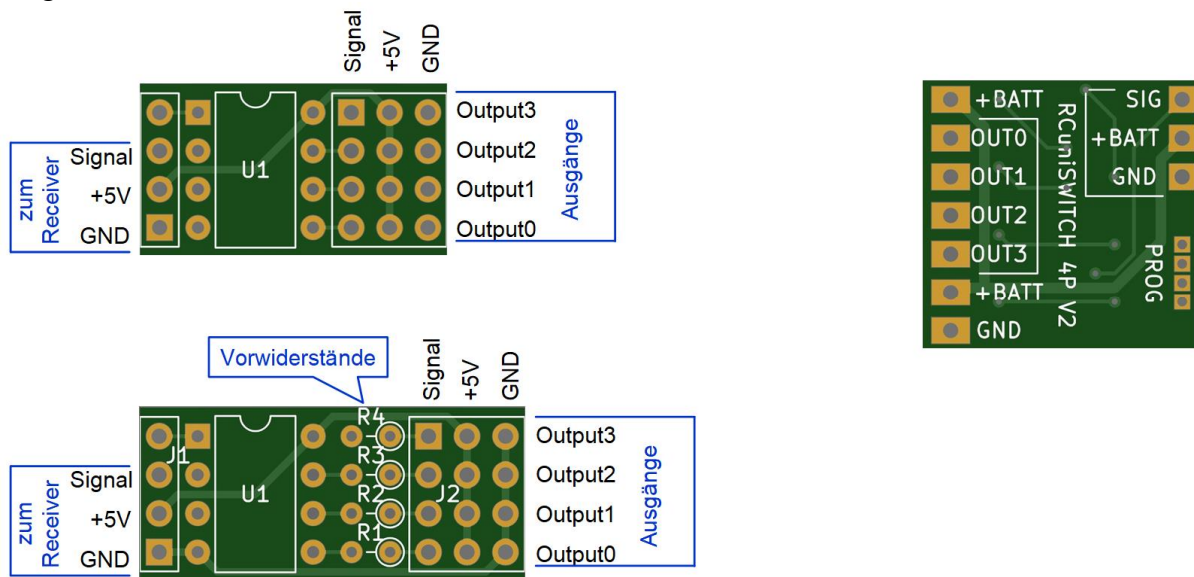 Signal
+5V
GND
Output3
Output2
Output1
Output0
Ausgänge
zum
Receiver
Signal
+5V
GND
U1
+BATT
OUT0
OUT1
OUT2
OUT3
+BATT
GND
RCuniSWITCH 4P V2
SIG
+BATT
GND
PROG
Vorwiderstände
Signal
+5V
GND
Output3
Output2
Output1
Output0
Ausgänge
zum
Receiver
Signal
+5V
GND
J1
U1
R4
R3
R2
R1
J2